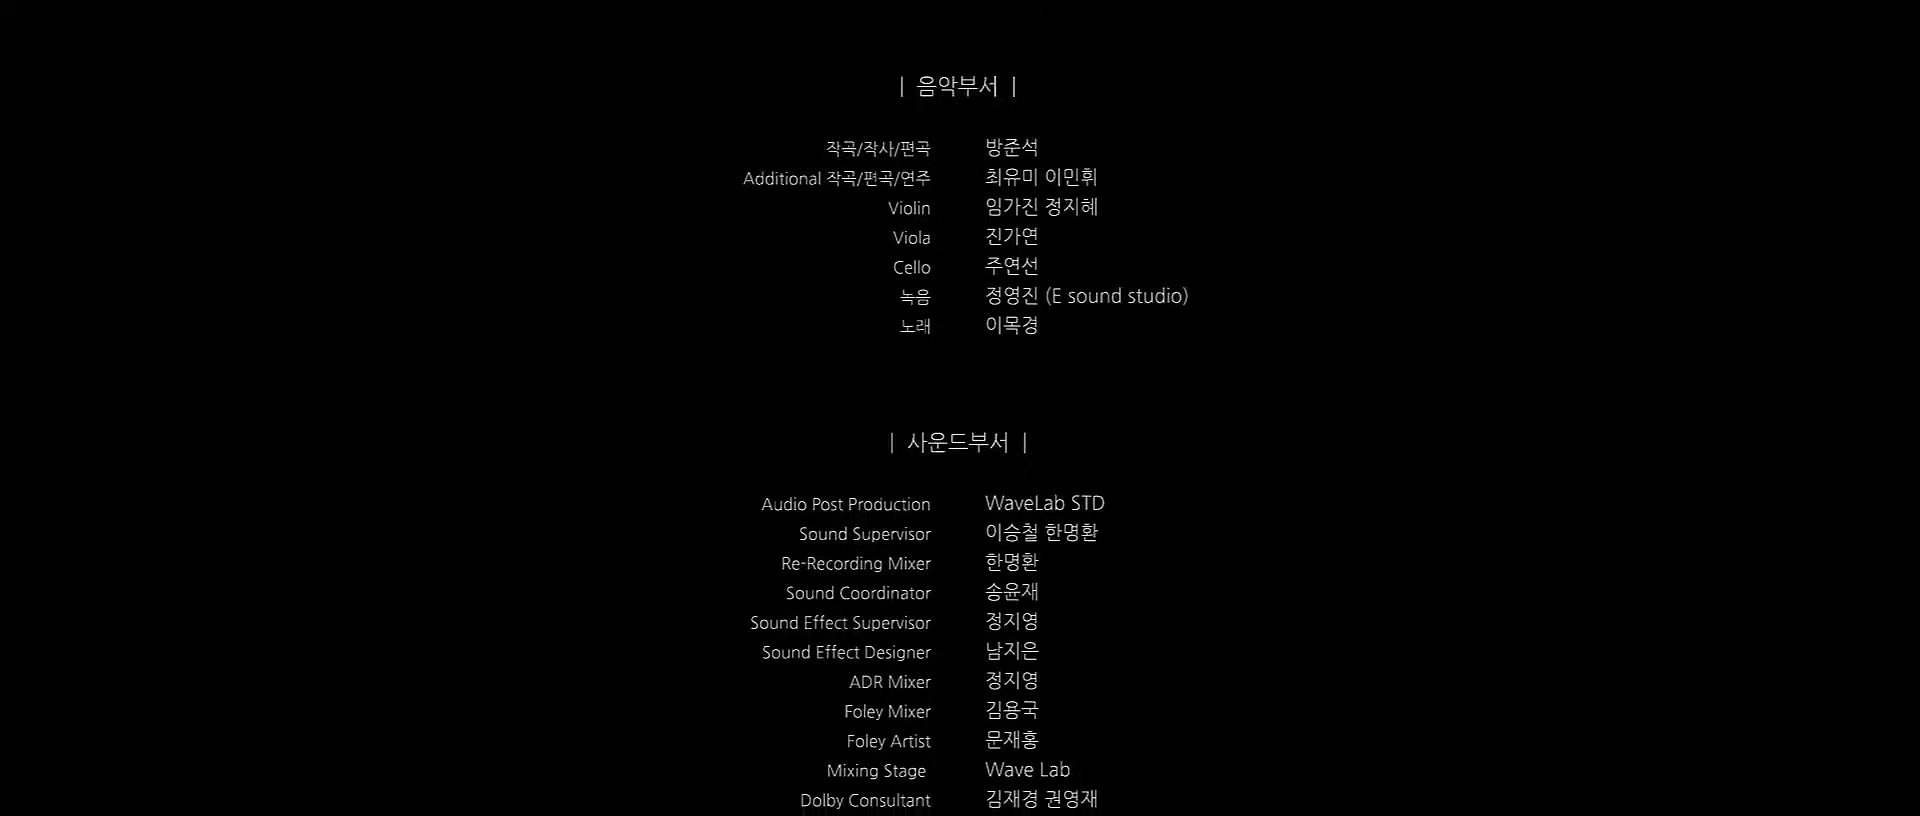 | 음악부서 |
작곡/작사/편곡 방준석
Additional 작곡/편곡/연주 최유미 이민휘
Violin 임가진 정지혜
Viola 진가연
Cello 주연선
녹음 정영진 (E sound studio)
노래 이목경
| 사운드부서 |
Audio Post Production WaveLab STD
Sound Supervisor 이승철 한명환
Re-Recording Mixer 한명환
Sound Coordinator 송윤재
Sound Effect Supervisor 정지영
Sound Effect Designer 남지은
ADR Mixer 정지영
Foley Mixer 김용국
Foley Artist 문재홍
Mixing Stage Wave Lab
Dolby Consultant 김재경 권영재